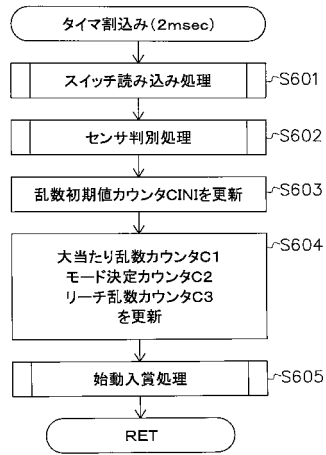 タイマ割込み(2msec)
スイッチ読み込み処理
S601
センサ判別処理
S602
乱数初期値カウンタCINIを更新
S603
大当たり乱数カウンタC1
モード決定カウンタC2
リーチ乱数カウンタC3
を更新
S604
始動入賞処理
S605
RET